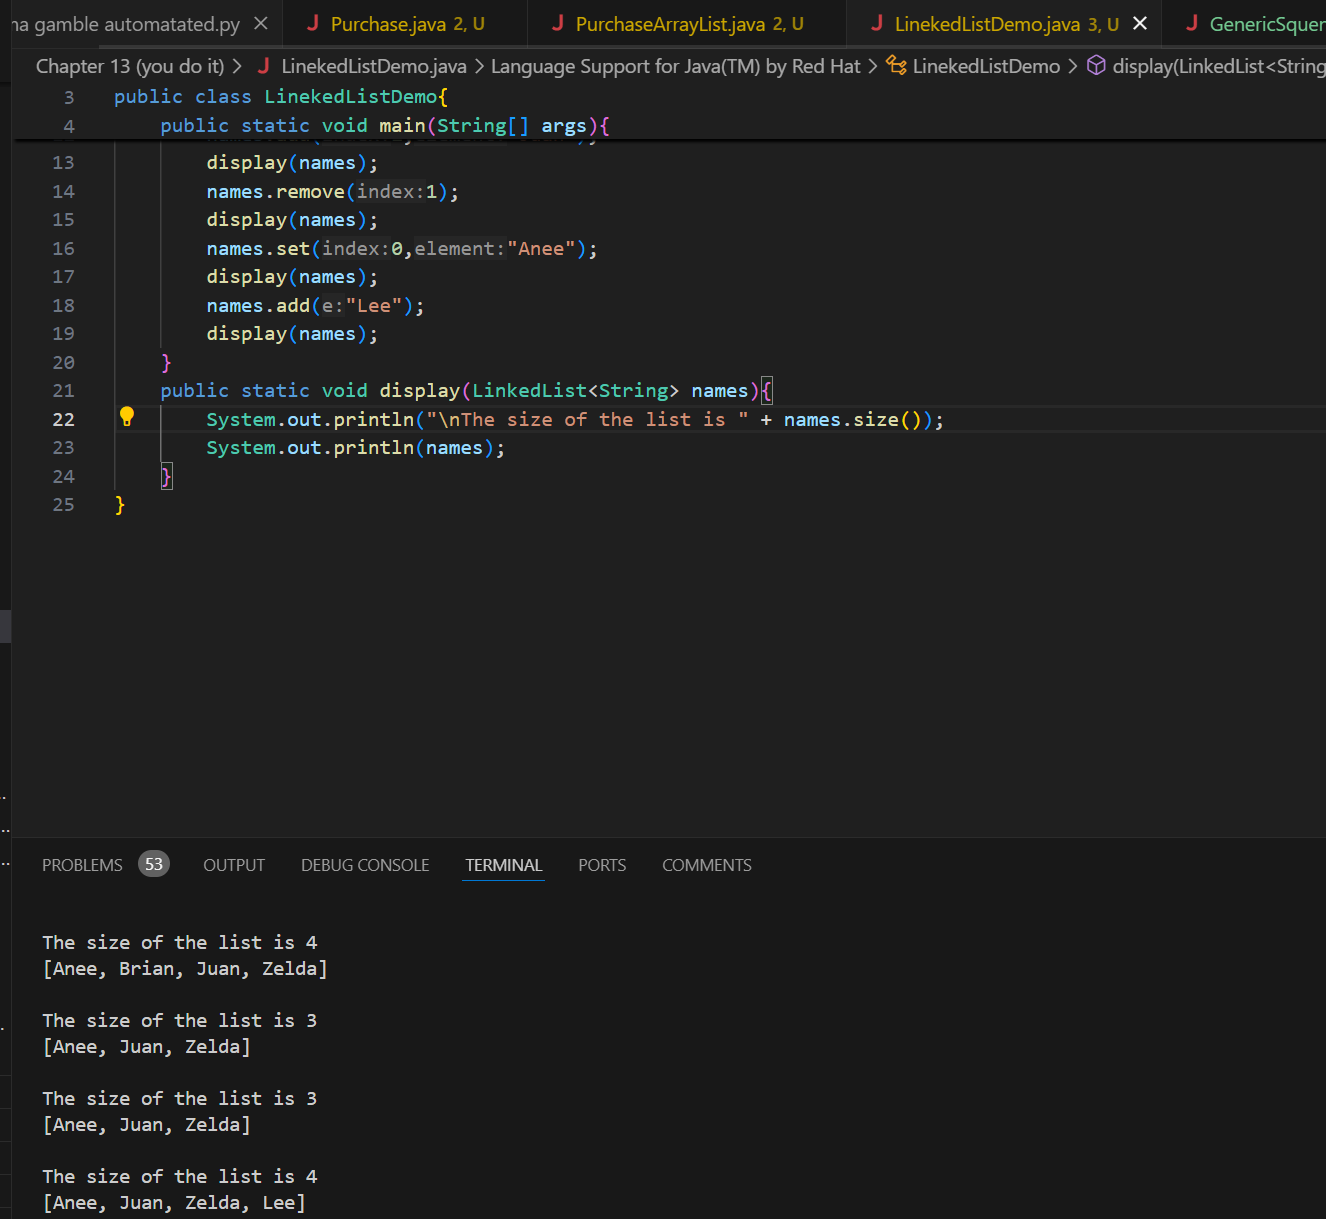 na gamble automatated.py
Purchase.java 2, U
PurchaseArrayList.java 2, U
LinekedListDemo.java 3, U
GenericSquen
Chapter 13 (you do it) > J LinekedListDemo.java > Language Support for Java(TM) by Red Hat > LinekedListDemo > display(LinkedList<String
3 public class LinekedListDemo{
4 public static void main(String[] args){
13 display(names);
14 names.remove(index:1);
15 display(names);
16 names.set(index:0,element:"Anee");
17 display(names);
18 names.add(e:"Lee");
19 display(names);
20 }
21 public static void display(LinkedList<String> names){
22 System.out.println("\nThe size of the list is " + names.size());
23 System.out.println(names);
24 }
25 }
PROBLEMS 53 OUTPUT DEBUG CONSOLE TERMINAL PORTS COMMENTS
The size of the list is 4
[Anee, Brian, Juan, Zelda]
The size of the list is 3
[Anee, Juan, Zelda]
The size of the list is 3
[Anee, Juan, Zelda]
The size of the list is 4
[Anee, Juan, Zelda, Lee]